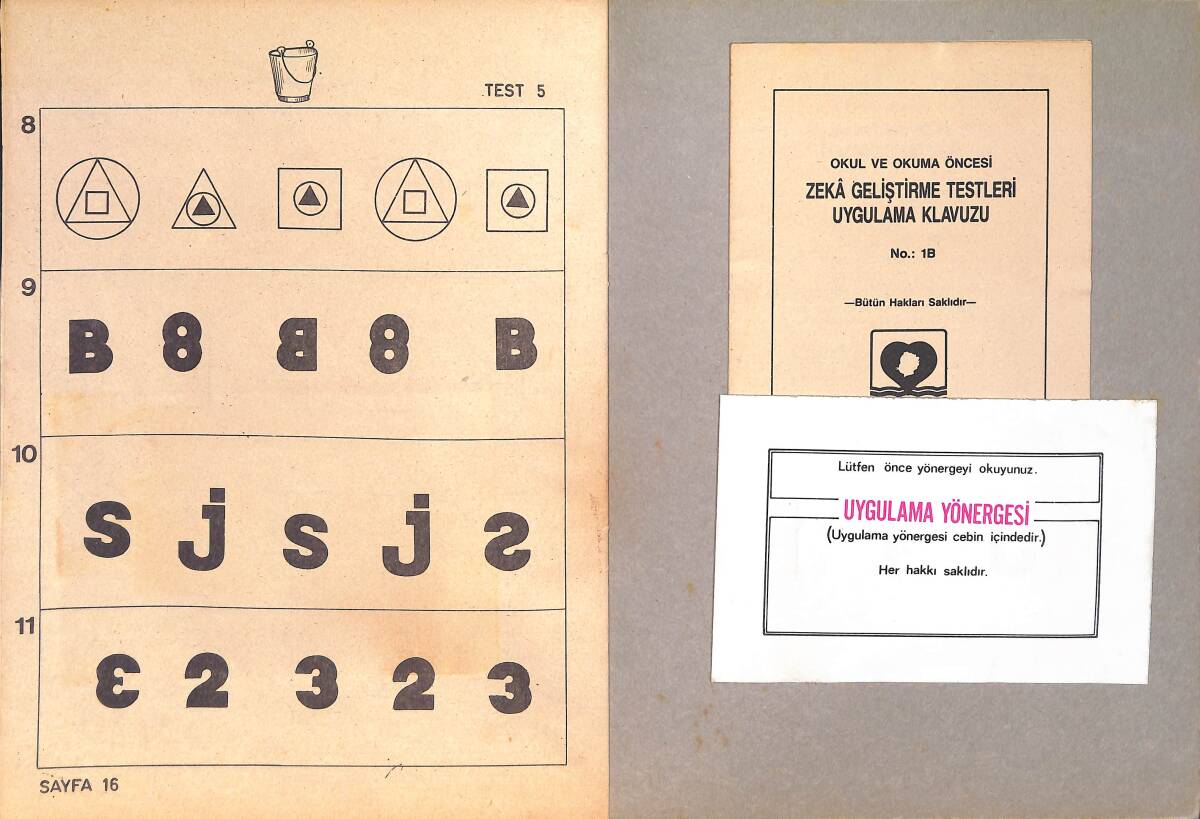 TEST 5
8
9
B 8 B 8 B
10
S j S j S
11
3 2 3 2 3
SAYFA 16
OKUL VE OKUMA ÖNCESİ
ZEKÂ GELİŞTİRME TESTLERİ
UYGULAMA KLAVUZU
No.: 1B
—Bütün Hakları Saklıdır—
Lütfen önce yönergeyi okuyunuz.
UYGULAMA YÖNERGESİ
(Uygulama yönergesi cebin içindedir.)
Her hakkı saklıdır.